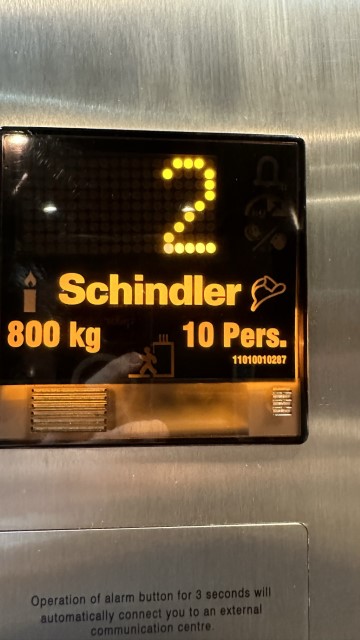 2
Schindler
800 kg 10 Pers.
11010010287
Operation of alarm button for 3 seconds will
automatically connect you to an external
communication centre.